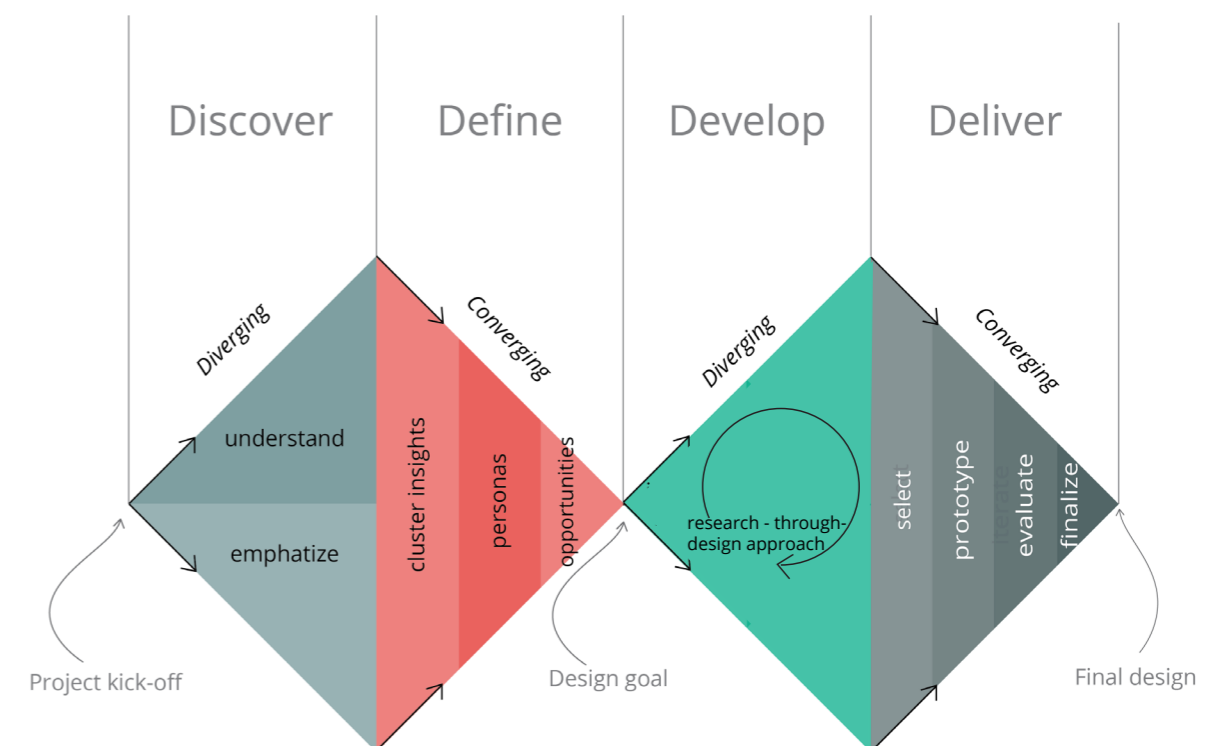 Discover
Define
Develop
Deliver
Diverging
Converging
Diverging
Converging
understand
emphatize
cluster insights
personas
opportunities
research - through-
design approach
select
prototype
iterate
evaluate
finalize
Project kick-off
Design goal
Final design